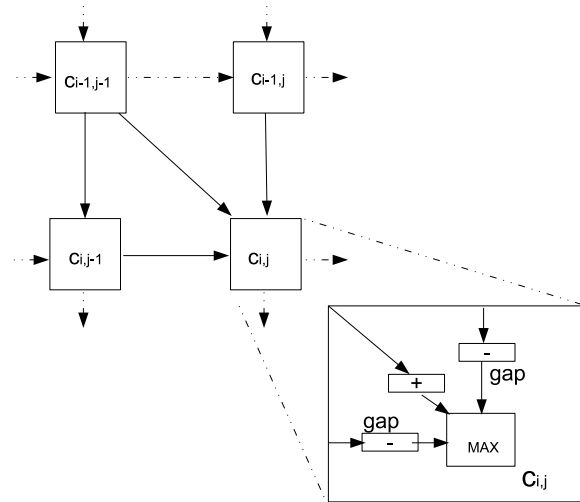 Ci-1,j-1
Ci-1,j
Ci,j-1
Ci,j
-
gap
+
gap
-
MAX
Ci,j